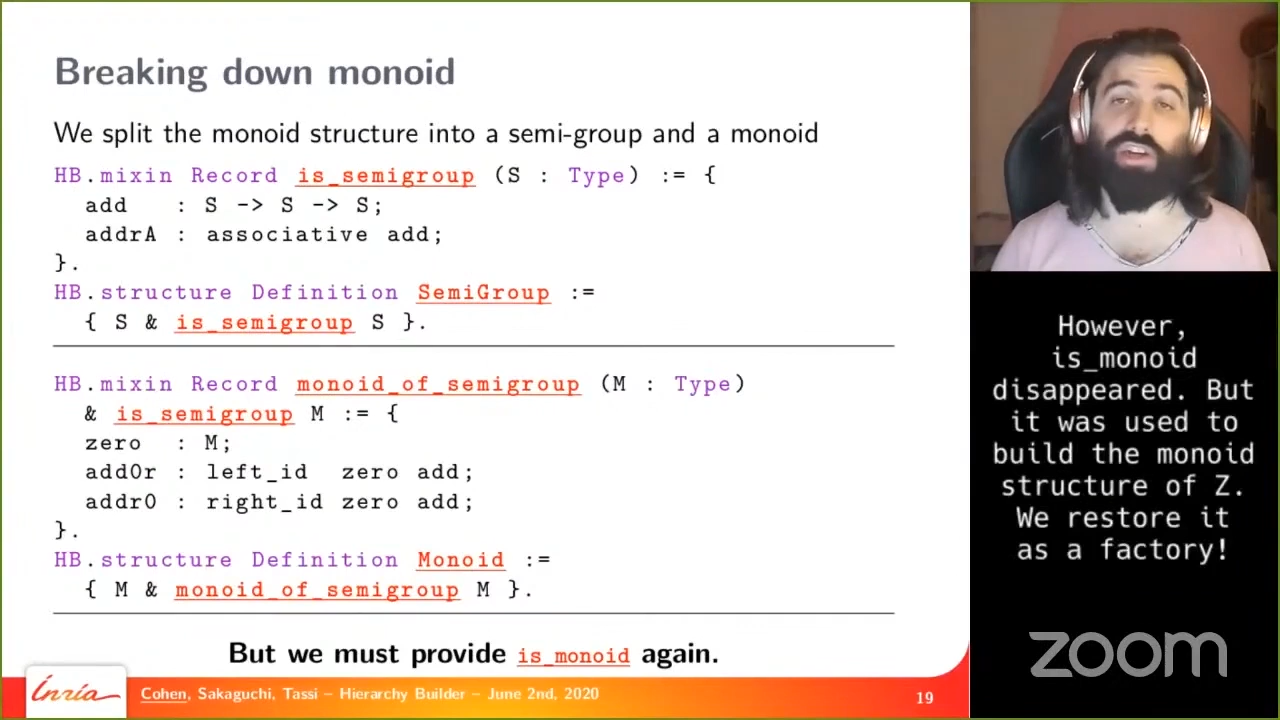 Breaking down monoid
We split the monoid structure into a semi-group and a monoid
HB.mixin Record is_semigroup (S : Type) := {
add : S -> S -> S;
addrA : associative add;
}.
HB.structure Definition SemiGroup :=
{ S & is_semigroup S }.
HB.mixin Record monoid_of_semigroup (M : Type)
& is_semigroup M := {
zero : M;
add0r : left_id zero add;
addr0 : right_id zero add;
}.
HB.structure Definition Monoid :=
{ M & monoid_of_semigroup M }.
But we must provide is_monoid again.
Inria
Cohen, Sakaguchi, Tassi – Hierarchy Builder – June 2nd, 2020
19
However,
is_monoid
disappeared. But
it was used to
build the monoid
structure of Z.
We restore it
as a factory!
zoom